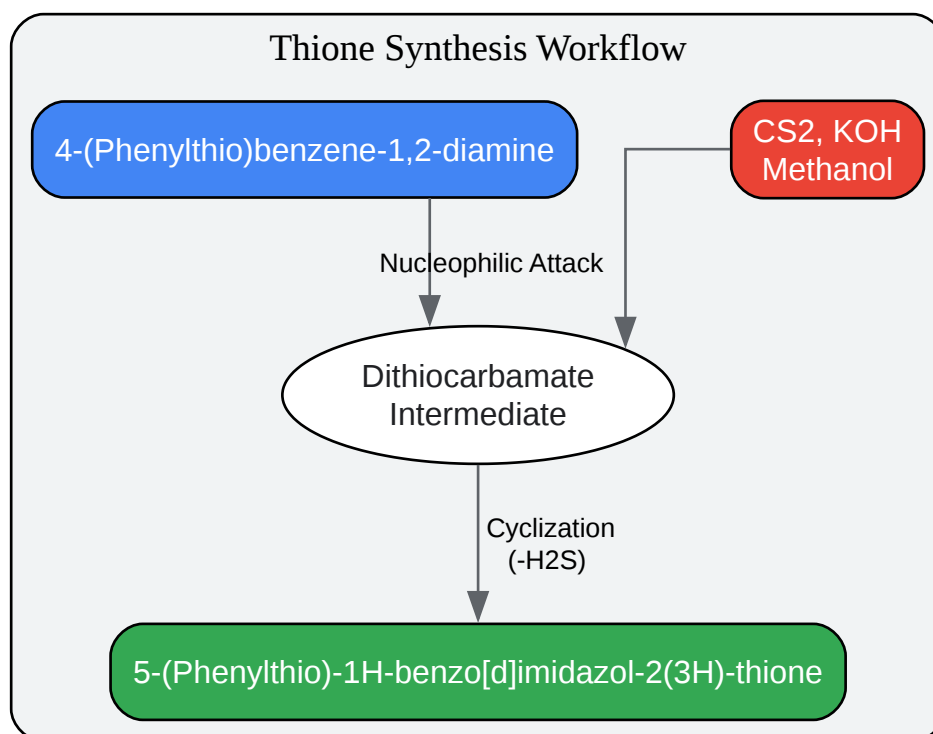 Thione Synthesis Workflow
4-(Phenylthio)benzene-1,2-diamine
CS2, KOH
Methanol
Nucleophilic Attack
Dithiocarbamate
Intermediate
Cyclization
(-H2S)
5-(Phenylthio)-1H-benzo[d]imidazol-2(3H)-thione